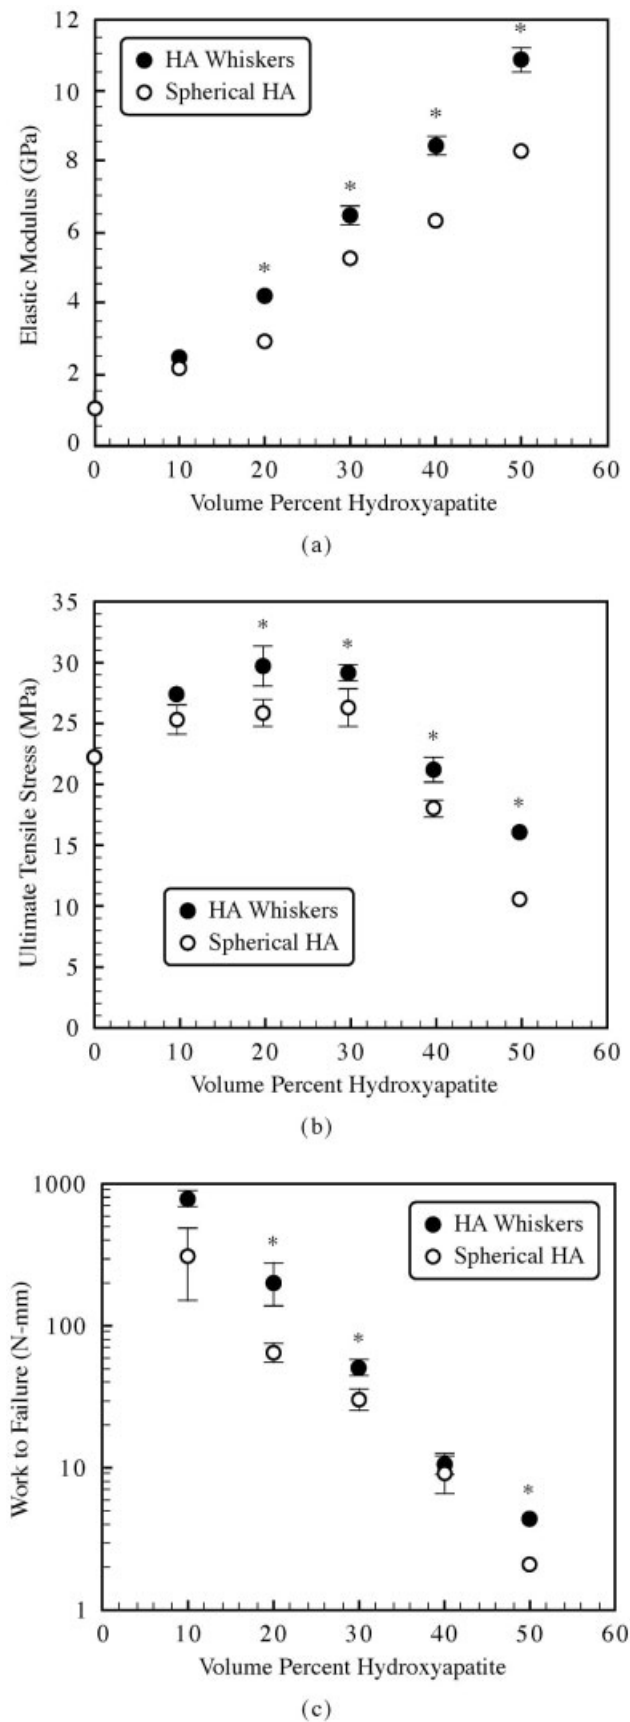 Elastic Modulus (GPa)
12
10
8
6
4
2
0
HA Whiskers
Spherical HA
*
*
*
*
0 10 20 30 40 50 60
Volume Percent Hydroxyapatite
(a)
Ultimate Tensile Stress (MPa)
35
30
25
20
15
10
5
0
* *
*
*
HA Whiskers
Spherical HA
0 10 20 30 40 50 60
Volume Percent Hydroxyapatite
(b)
Work to Failure (N-mm)
1000
100
10
1
HA Whiskers
Spherical HA
*
*
*
0 10 20 30 40 50 60
Volume Percent Hydroxyapatite
(c)